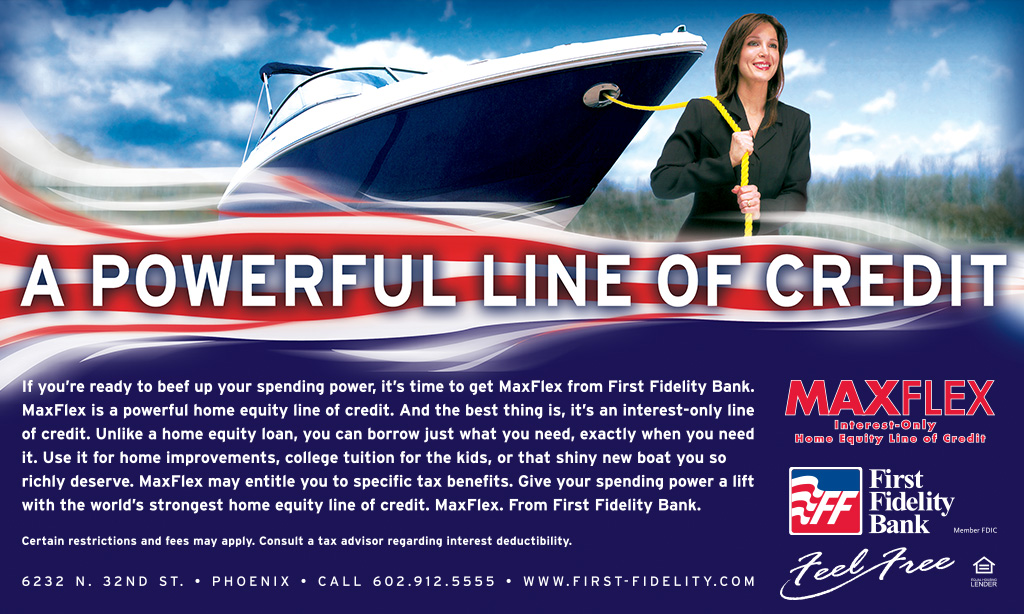 A POWERFUL LINE OF CREDIT
If you're ready to beef up your spending power, it's time to get MaxFlex from First Fidelity Bank.
MaxFlex is a powerful home equity line of credit. And the best thing is, it's an interest-only line
of credit. Unlike a home equity loan, you can borrow just what you need, exactly when you need
it. Use it for home improvements, college tuition for the kids, or that shiny new boat you so
richly deserve. MaxFlex may entitle you to specific tax benefits. Give your spending power a lift
with the world's strongest home equity line of credit. MaxFlex. From First Fidelity Bank.
Certain restrictions and fees may apply. Consult a tax advisor regarding interest deductibility.
6232 N. 32ND ST. • PHOENIX • CALL 602.912.5555 • WWW.FIRST-FIDELITY.COM
MAXFLEX
Interest-Only
Home Equity Line of Credit
FF
First
Fidelity
Bank
Member FDIC
Feel Free
EQUAL HOUSING
LENDER